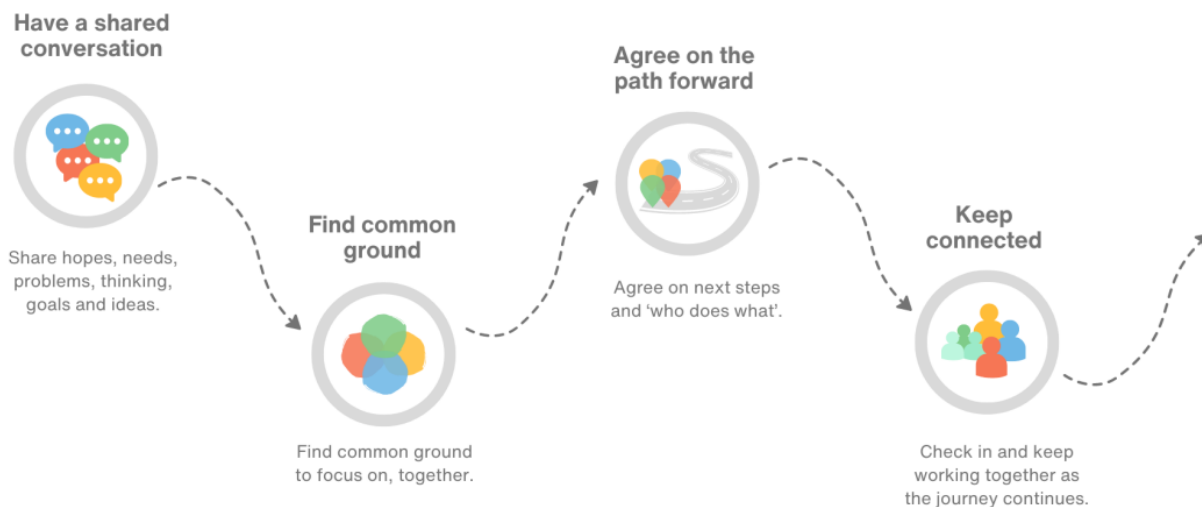 Have a shared
conversation
Share hopes, needs,
problems, thinking,
goals and ideas.
Find common
ground
Find common ground
to focus on, together.
Agree on the
path forward
Agree on next steps
and ‘who does what’.
Keep
connected
Check in and keep
working together as
the journey continues.